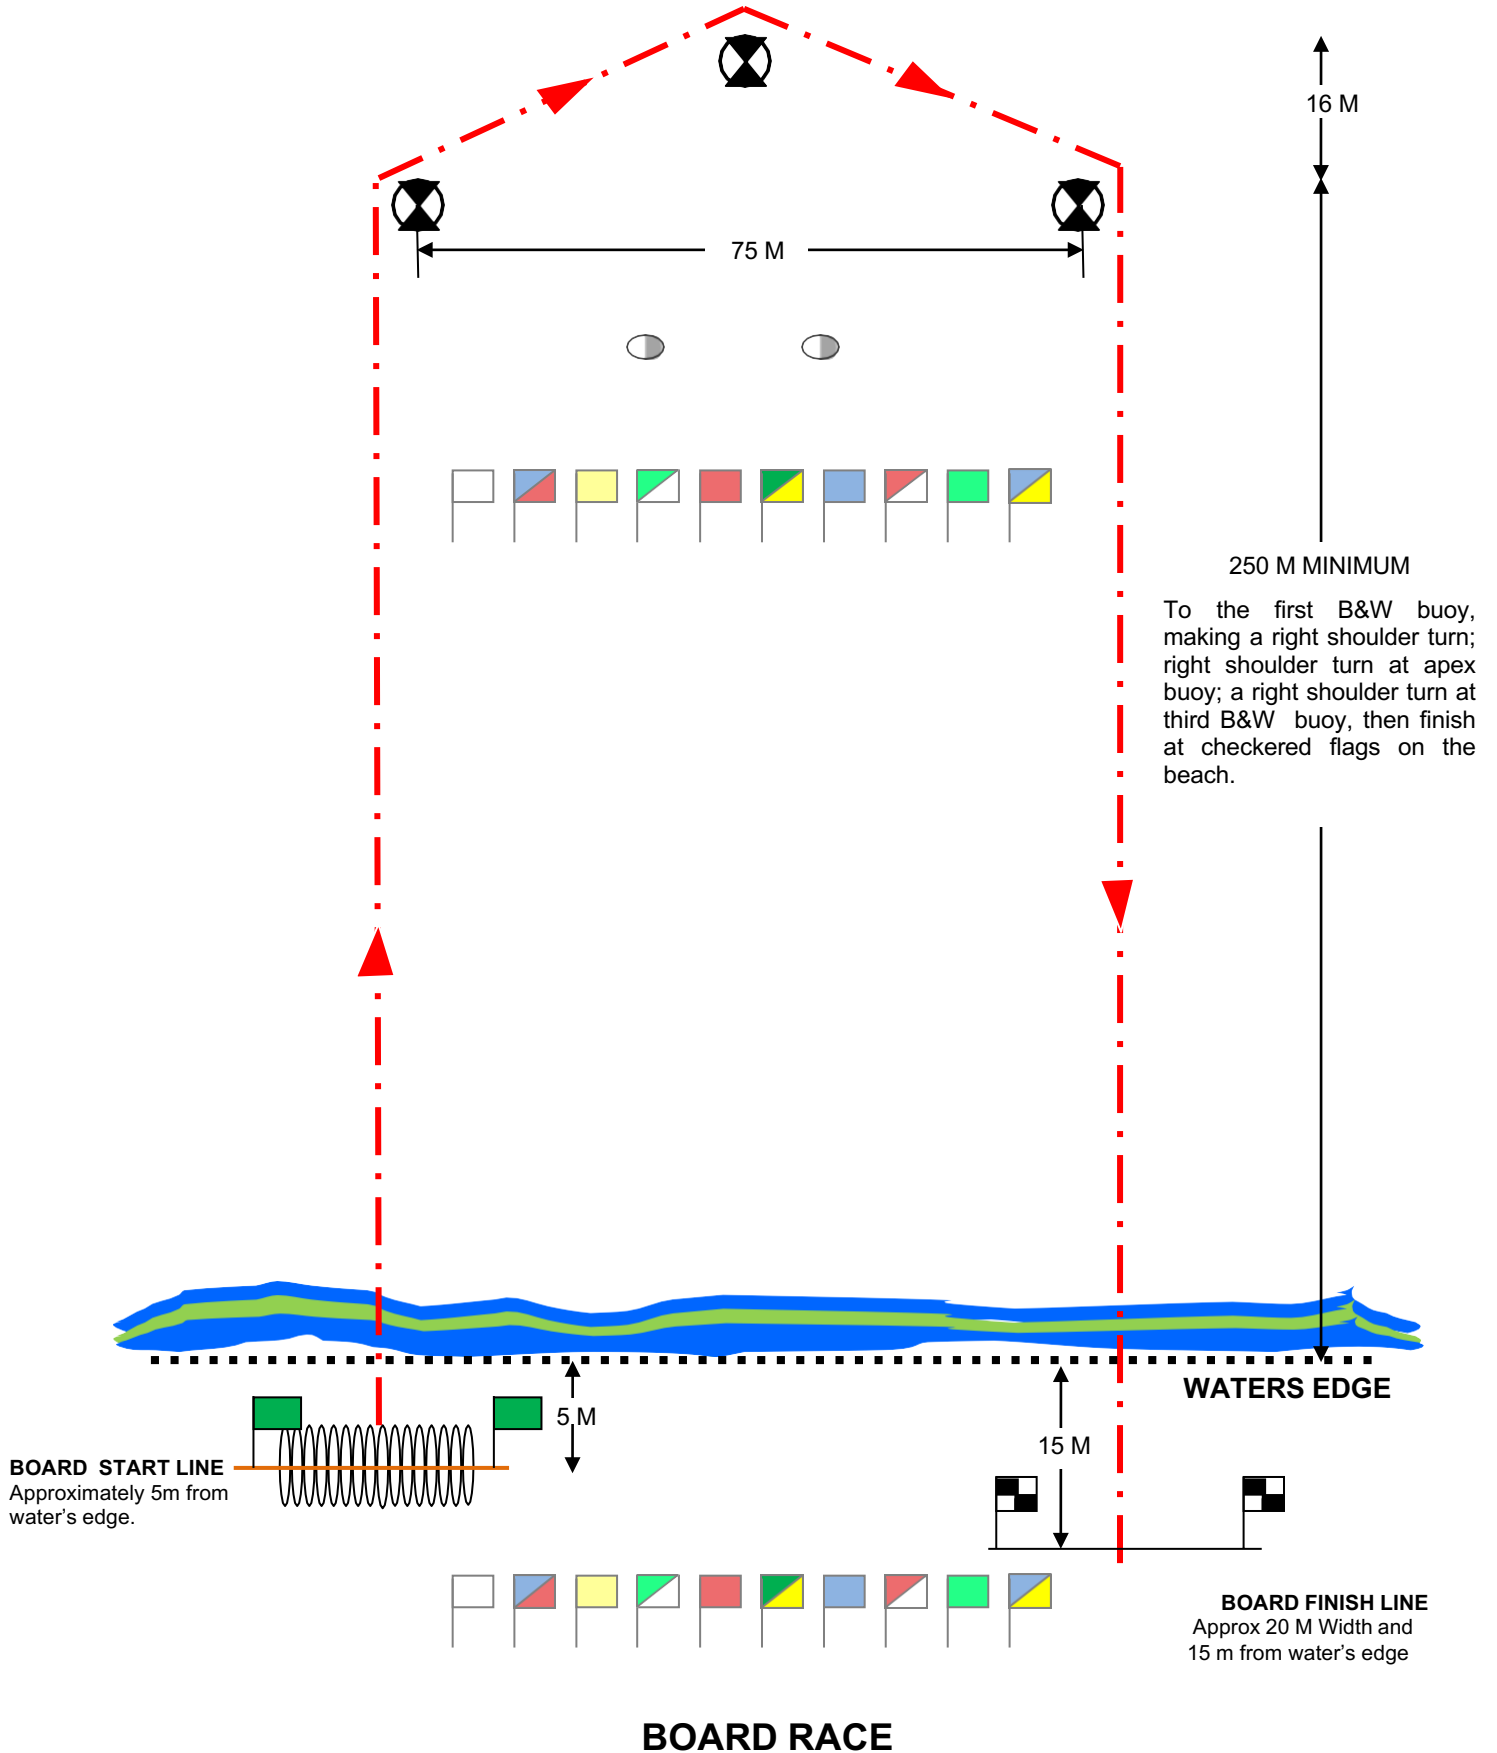 16 M
75 M
250 M MINIMUM
To the first B&W buoy,
making a right shoulder turn;
right shoulder turn at apex
buoy; a right shoulder turn at
third B&W buoy, then finish
at checkered flags on the
beach.
WATERS EDGE
5 M
15 M
BOARD START LINE
Approximately 5m from
water's edge.
BOARD FINISH LINE
Approx 20 M Width and
15 m from water's edge
BOARD RACE